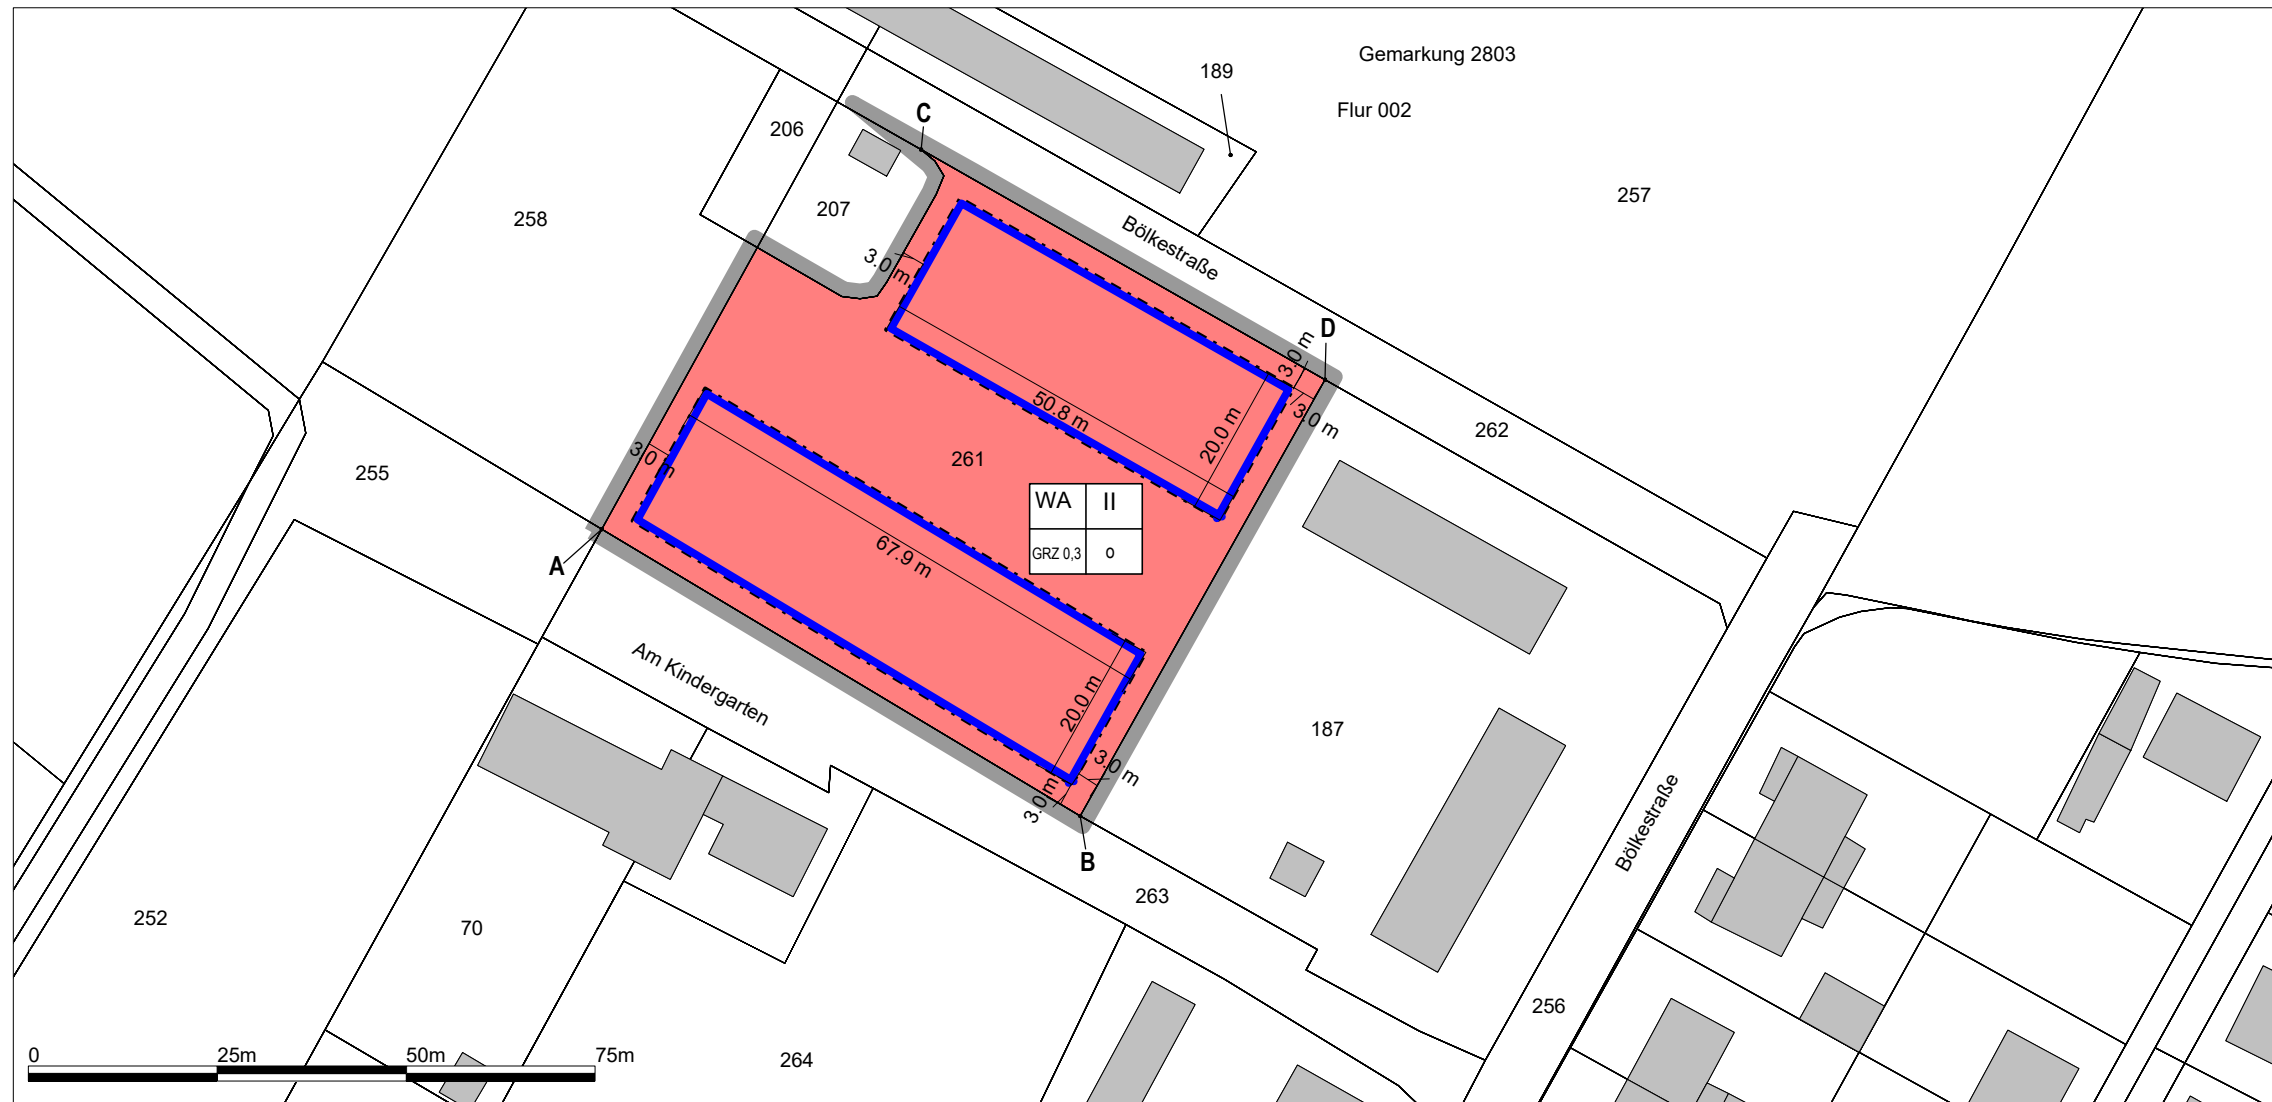 Gemarkung 2803
189
Flur 002
C
206
207
258
257
Bölkestraße
3.0 m
D
3.0 m
3.0 m
50.8 m
20.0 m
262
261
3.0 m
255
WA
II
GRZ 0,3
o
67.9 m
A
Am Kindergarten
20.0 m
187
3.0 m
3.0 m
Bölkestraße
B
263
252
70
256
264
0
25m
50m
75m